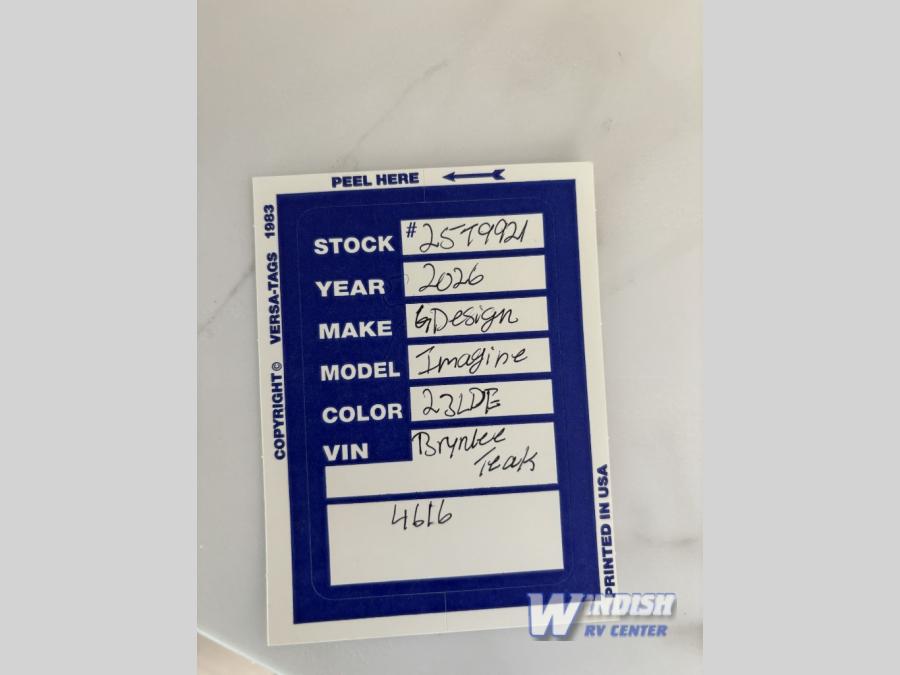 PEEL HERE
COPYRIGHT © VERSA-TAGS 1983
STOCK #25T9921
YEAR 2026
MAKE GDesign
MODEL Imagine
COLOR 23LDE
VIN Brynlee
Teak
4616
PRINTED IN USA
WINDISH
RV CENTER